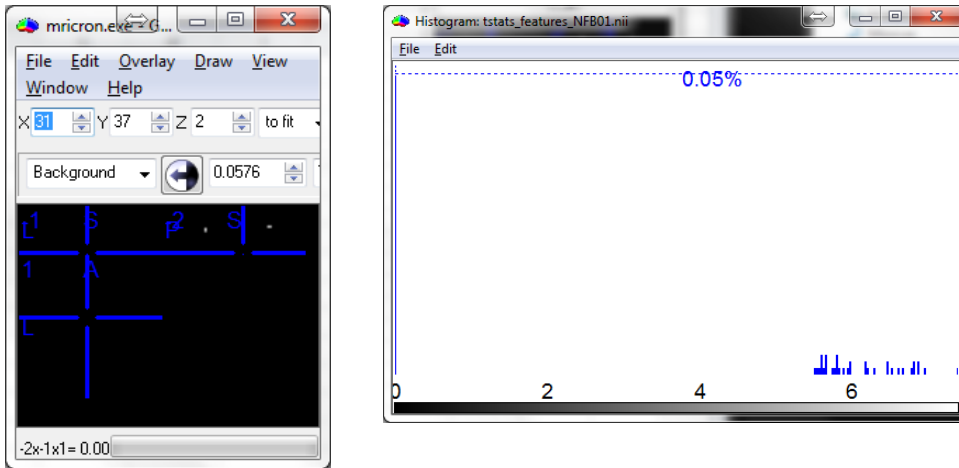 mricron.exe - G...
File Edit Overlay Draw View
Window Help
X 31 Y 37 Z 2 to fit
Background 0.0576
L 1 S P 2 S
1 A
L
-2x-1x1= 0.00
Histogram: tstats_features_NFB01.nii
File Edit
0.05%
0 2 4 6